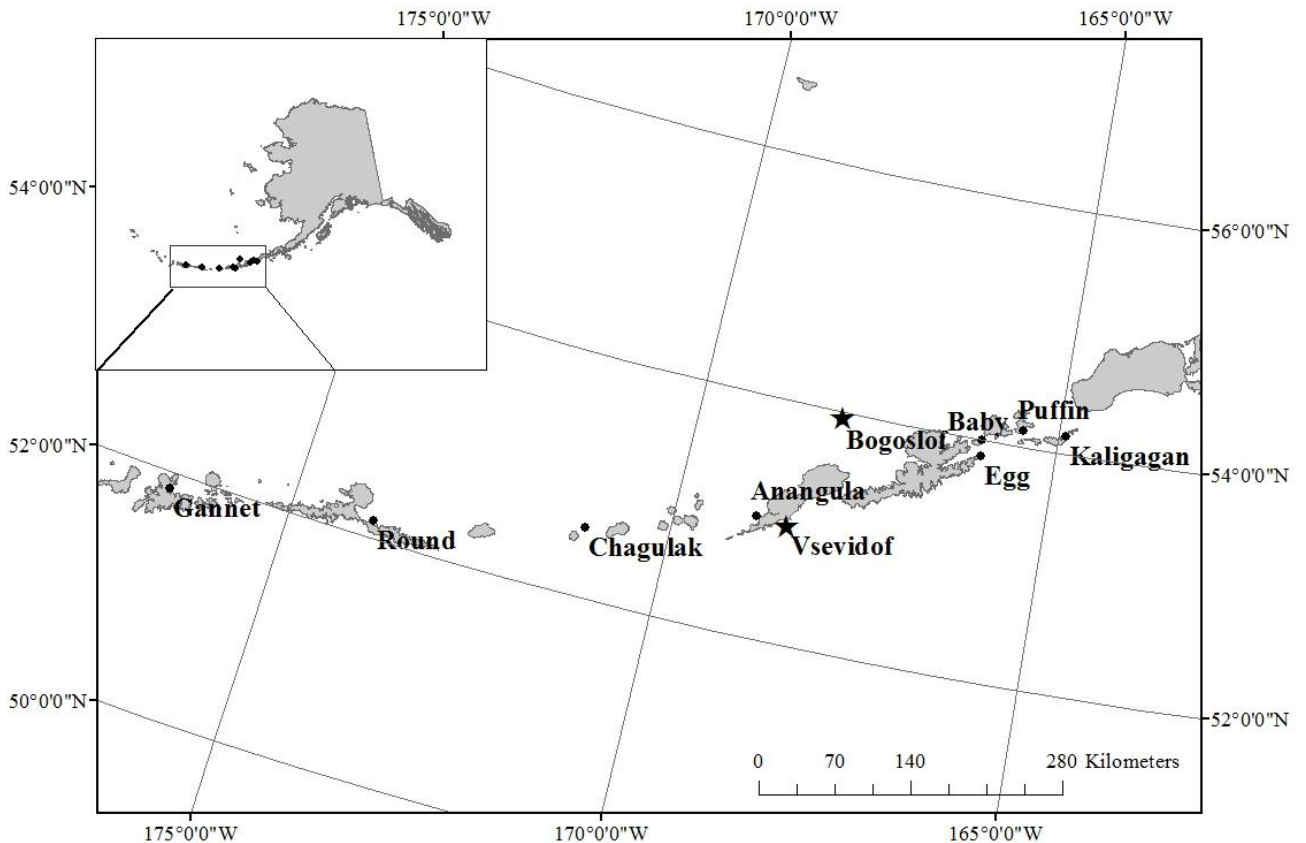 175°0'0"W 170°0'0"W 165°0'0"W
54°0'0"N
56°0'0"N
52°0'0"N
Baby Puffin
Bogoslof
Kaligagan
Egg
54°0'0"N
Anangula
Gannet
Round
Chagulak
Vsevidof
50°0'0"N
52°0'0"N
0 70 140 280 Kilometers
175°0'0"W 170°0'0"W 165°0'0"W